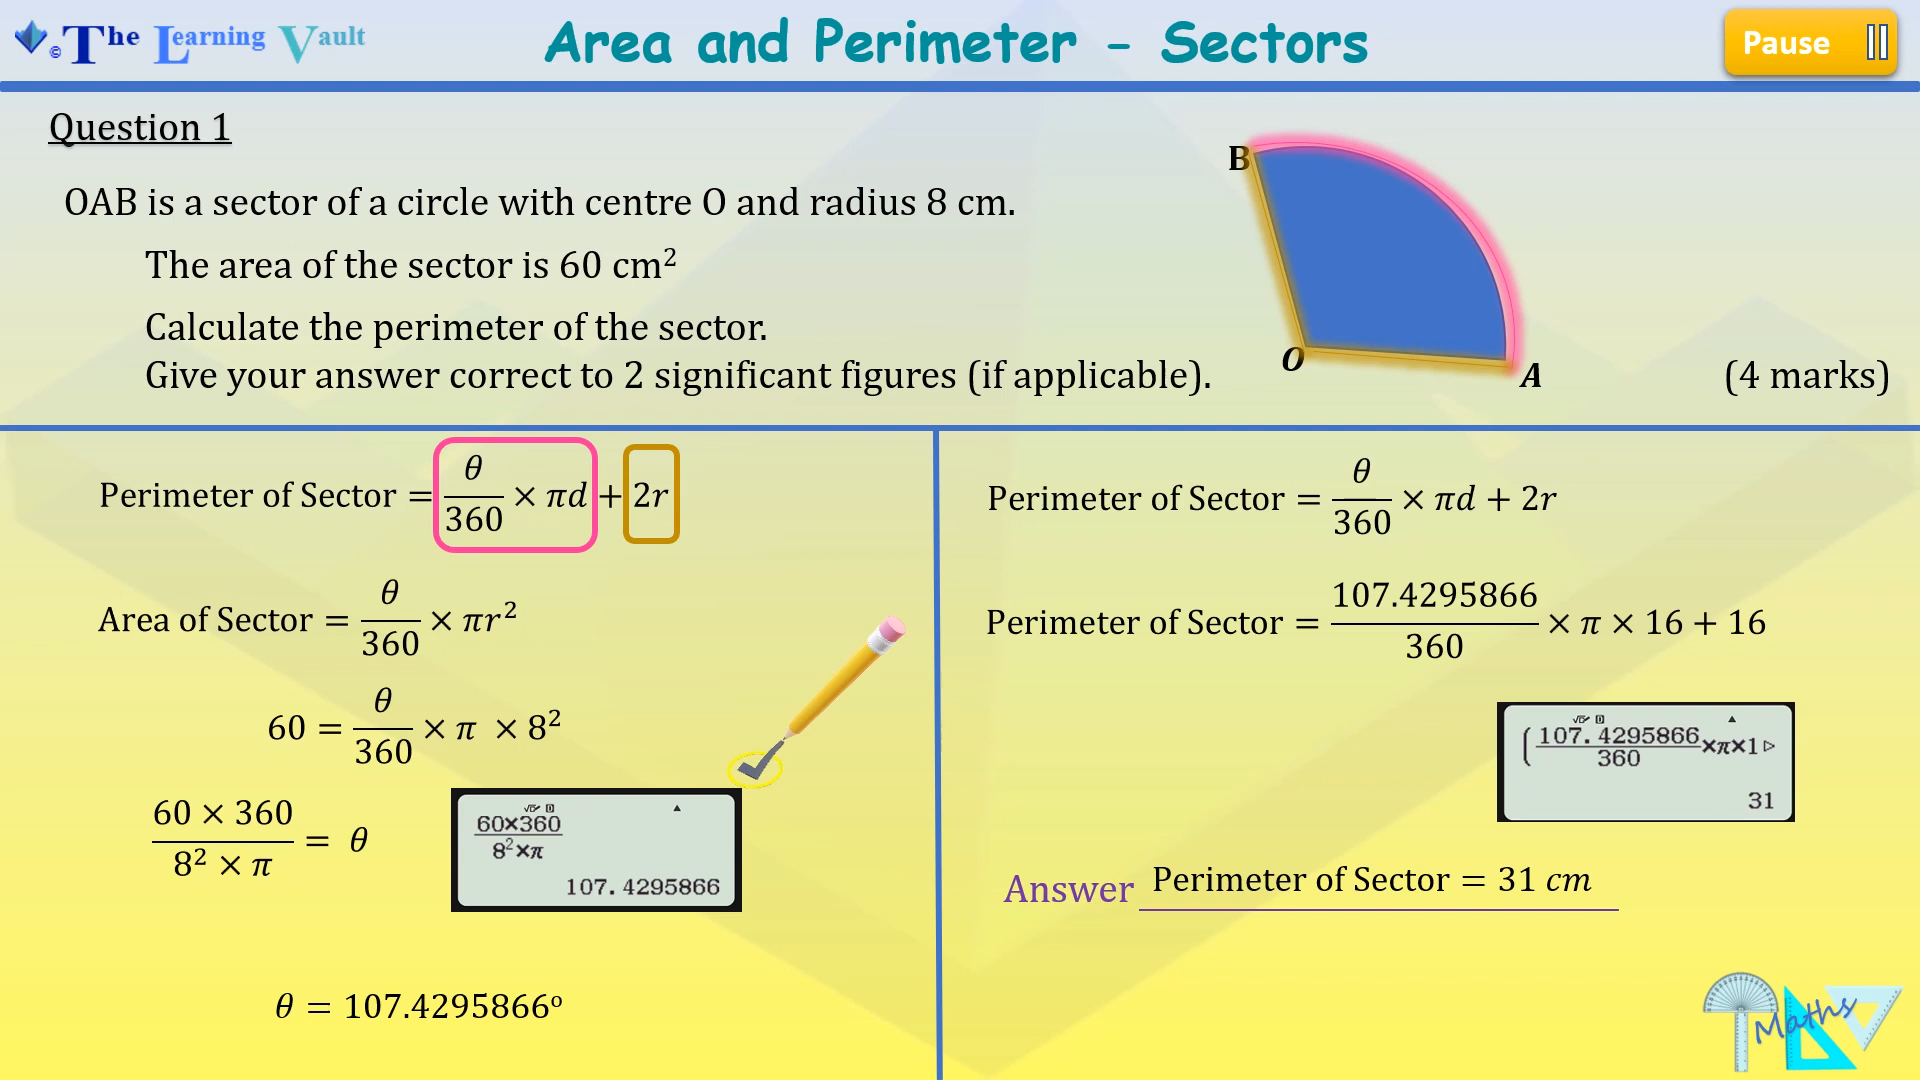 © The Learning Vault
Area and Perimeter - Sectors
Pause
Question 1
OAB is a sector of a circle with centre O and radius 8 cm.
The area of the sector is 60 cm²
Calculate the perimeter of the sector.
Give your answer correct to 2 significant figures (if applicable).
(4 marks)
B
O
A
Perimeter of Sector = θ/360 × πd + 2r
Area of Sector = θ/360 × πr²
60 = θ/360 × π × 8²
(60 × 360)/(8² × π) = θ
60×360
8²×π
107.4295866
θ = 107.4295866°
Perimeter of Sector = θ/360 × πd + 2r
Perimeter of Sector = 107.4295866/360 × π × 16 + 16
(107.4295866/360 ×π×1▷
31
Answer Perimeter of Sector = 31 cm
Maths